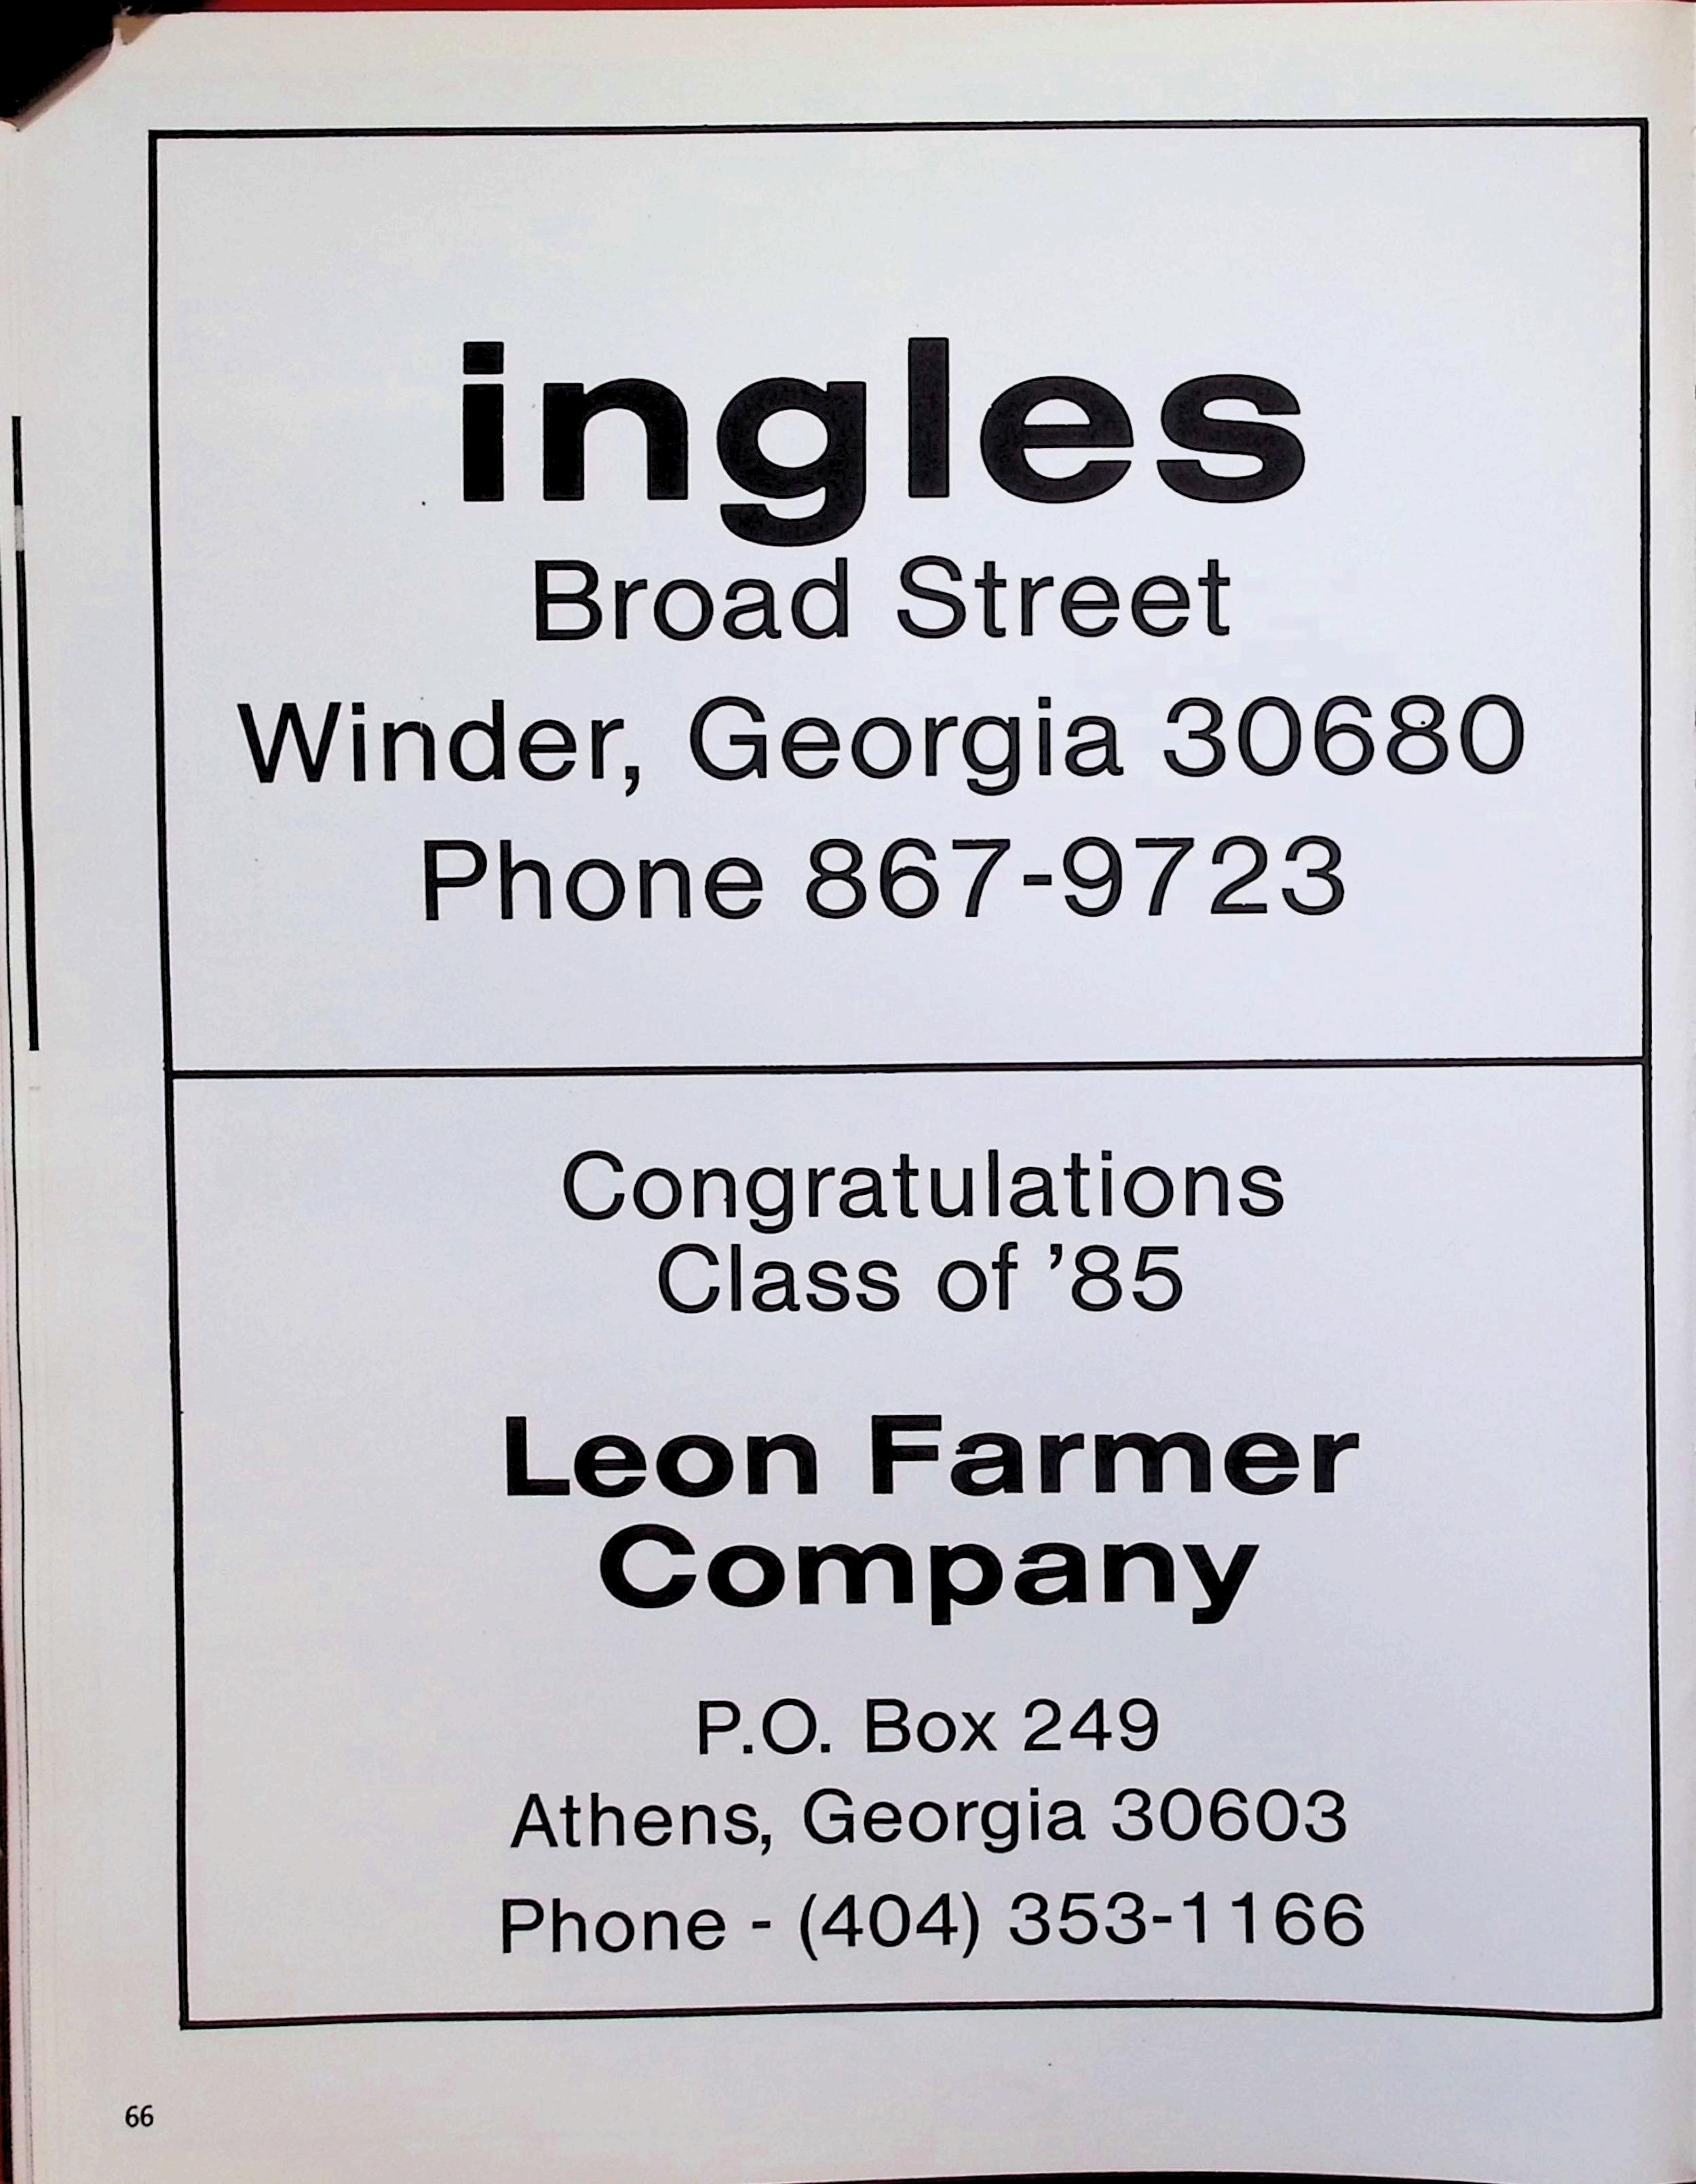 ingles
Broad Street
Winder, Georgia 30680
Phone 867-9723
Congratulations
Class of ’85
Leon Farmer
Company
P.O. Box 249
Athens, Georgia 30603
Phone - (404) 353-1166
66